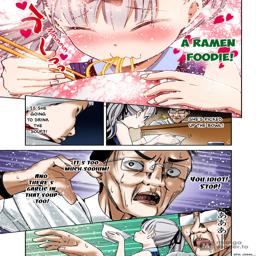 A RAMEN
FOODIE!
IS SHE
GOING TO
DRINK
THE
SOUP?!
SHE'S PICKED
UP THE BOWL!
IT'S TOO
MUCH SODIUM!
YOU IDIOT!
STOP!
AND
THERE'S
GARLIC IN
THAT SOUP
TOO!